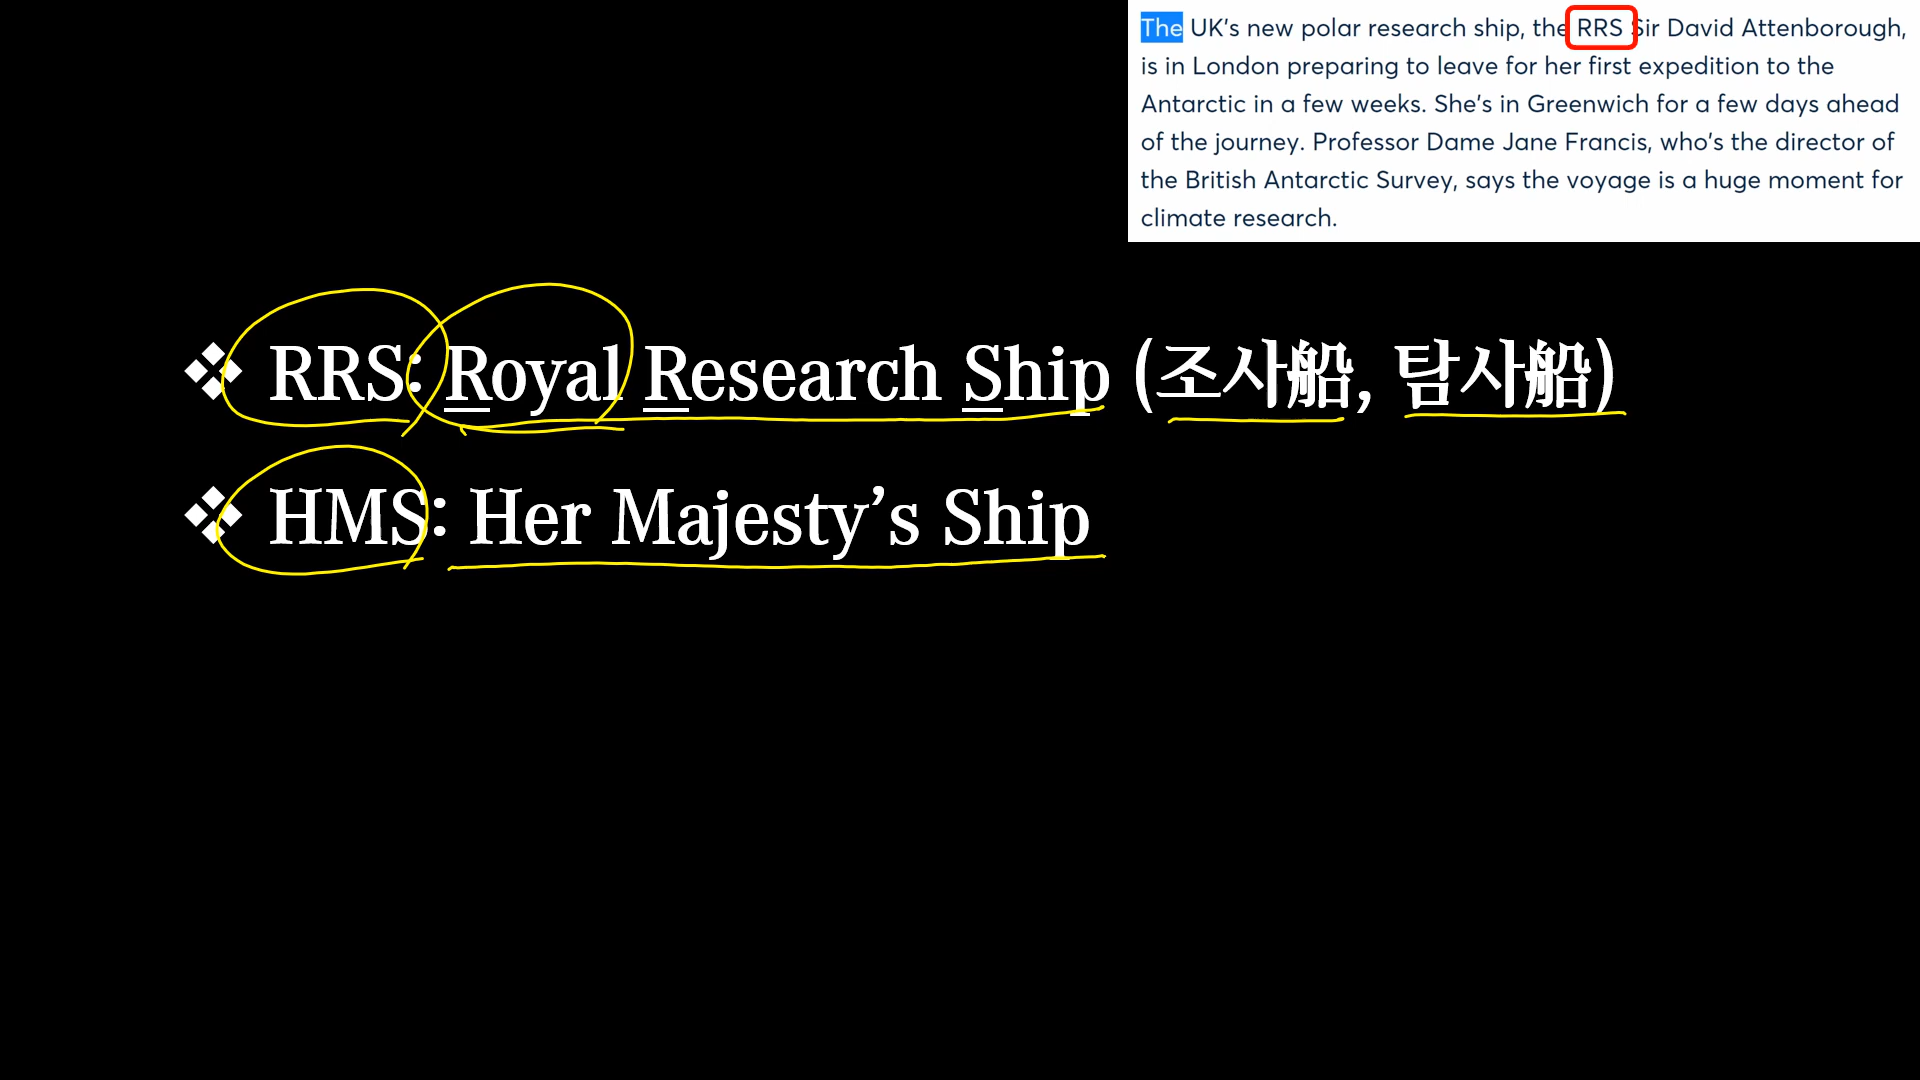 The UK's new polar research ship, the RRS Sir David Attenborough,
is in London preparing to leave for her first expedition to the
Antarctic in a few weeks. She's in Greenwich for a few days ahead
of the journey. Professor Dame Jane Francis, who's the director of
the British Antarctic Survey, says the voyage is a huge moment for
climate research.
❖ RRS: Royal Research Ship (조사船, 탐사船)
❖ HMS: Her Majesty’s Ship